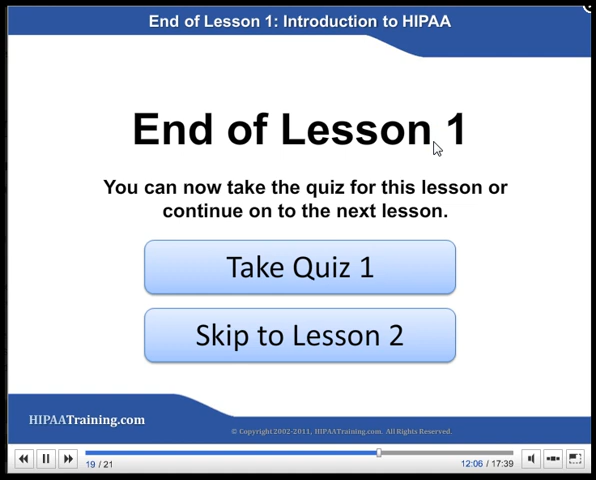 End of Lesson 1: Introduction to HIPAA
End of Lesson 1
You can now take the quiz for this lesson or
continue on to the next lesson.
Take Quiz 1
Skip to Lesson 2
HIPAATraining.com
© Copyright 2002-2011, HIPAATraining.com. All Rights Reserved.
19 / 21
12:06 / 17:39